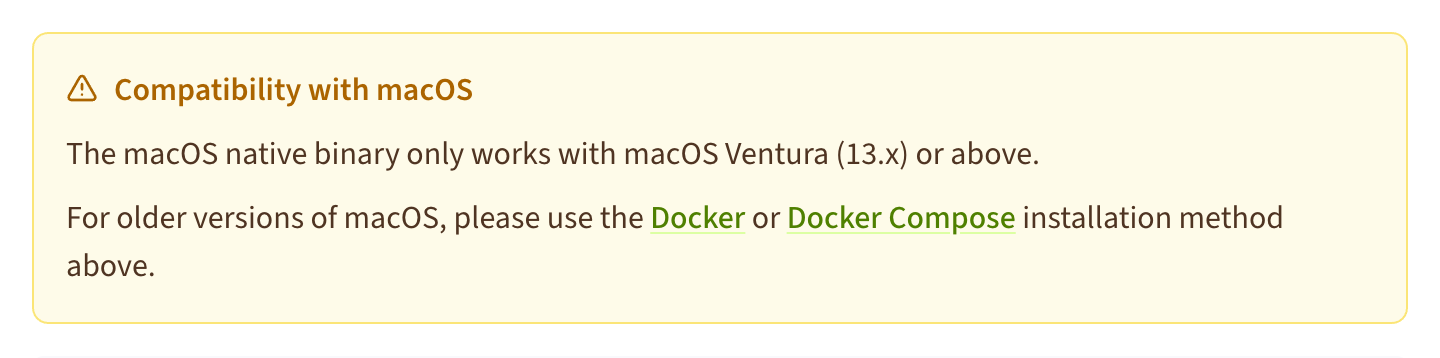 Compatibility with macOS
The macOS native binary only works with macOS Ventura (13.x) or above.
For older versions of macOS, please use the Docker or Docker Compose installation method
above.